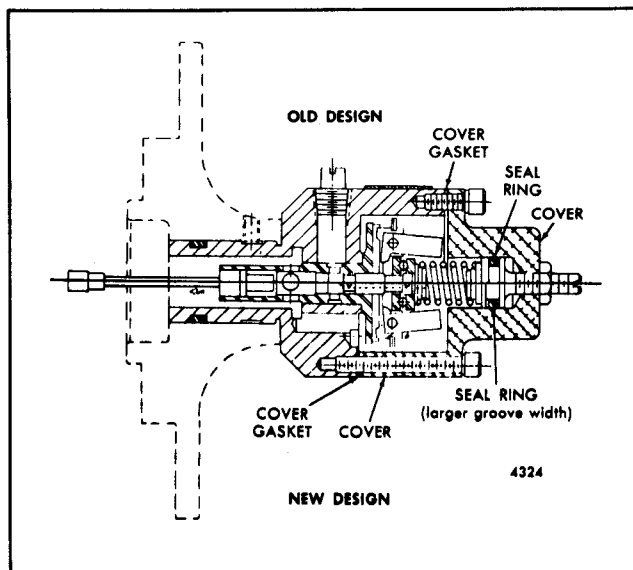 OLD DESIGN
COVER
GASKET
SEAL
RING
COVER
COVER
GASKET
COVER
SEAL RING
(larger groove width)
4324
NEW DESIGN